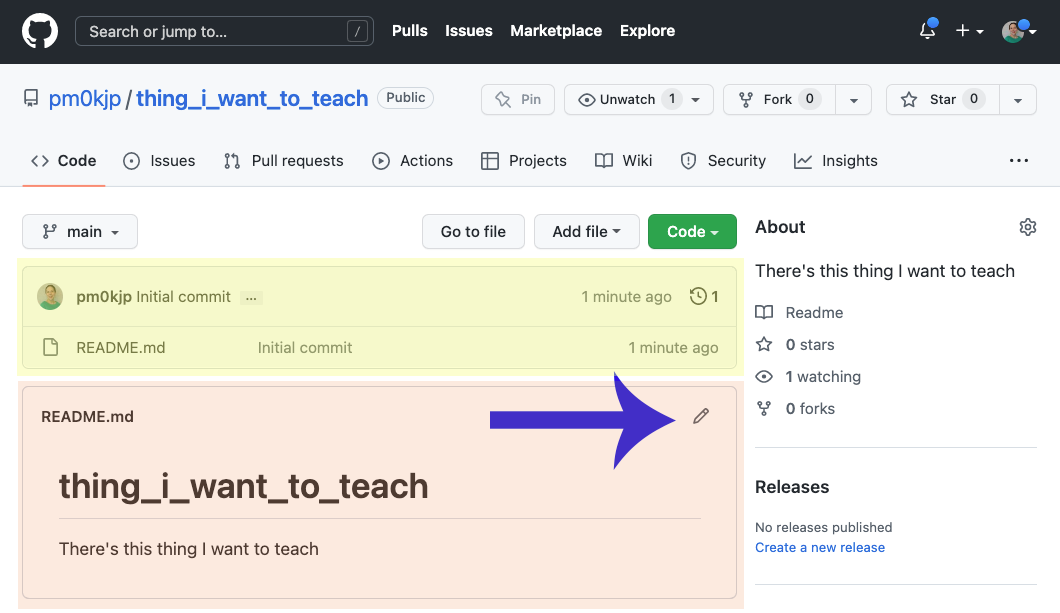 Search or jump to... /
Pulls Issues Marketplace Explore
pm0kjp / thing_i_want_to_teach Public
Pin Unwatch 1 Fork 0 Star 0
Code Issues Pull requests Actions Projects Wiki Security Insights ...
main Go to file Add file Code
pm0kjp Initial commit ... 1 minute ago 1
README.md Initial commit 1 minute ago
README.md
thing_i_want_to_teach
There's this thing I want to teach
About
There's this thing I want to teach
Readme
0 stars
1 watching
0 forks
Releases
No releases published
Create a new release